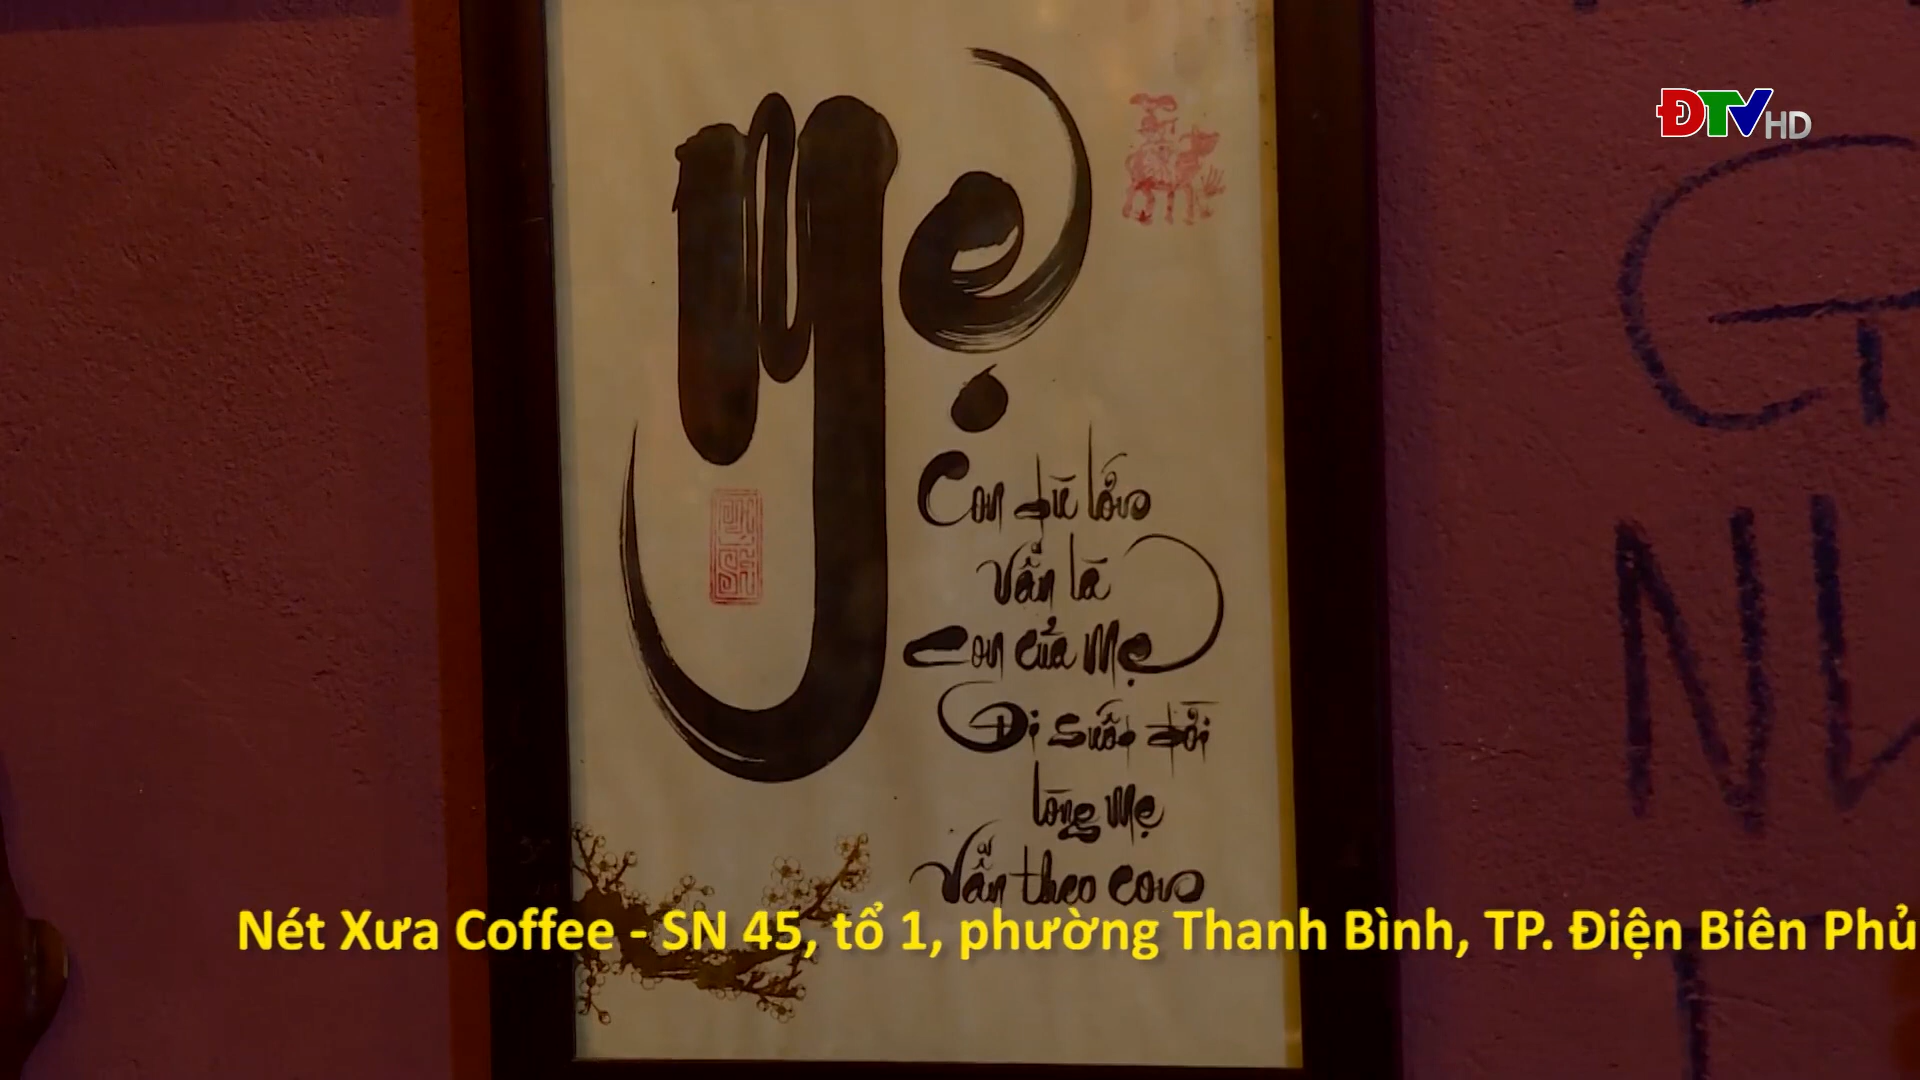 ĐTV HD
Mẹ
Con dù lớn
Vẫn là
Con của Mẹ
Đi suốt đời
lòng Mẹ
Vẫn theo con
Nét Xưa Coffee - SN 45, tổ 1, phường Thanh Bình, TP. Điện Biên Phủ